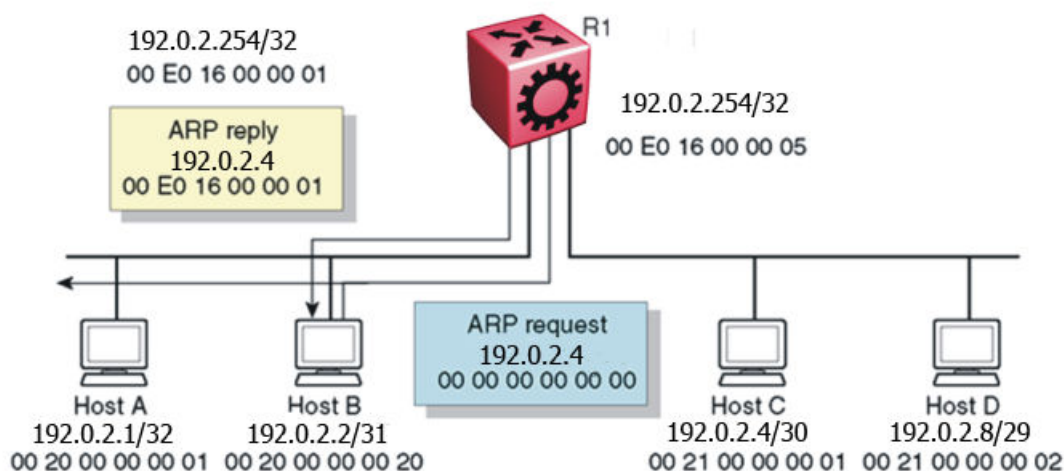 R1
192.0.2.254/32
00 E0 16 00 00 01
192.0.2.254/32
00 E0 16 00 00 05
ARP reply
192.0.2.4
00 E0 16 00 00 01
ARP request
192.0.2.4
00 00 00 00 00 00
Host A
192.0.2.1/32
00 20 00 00 00 01
Host B
192.0.2.2/31
00 20 00 00 00 20
Host C
192.0.2.4/30
00 21 00 00 00 01
Host D
192.0.2.8/29
00 21 00 00 00 02